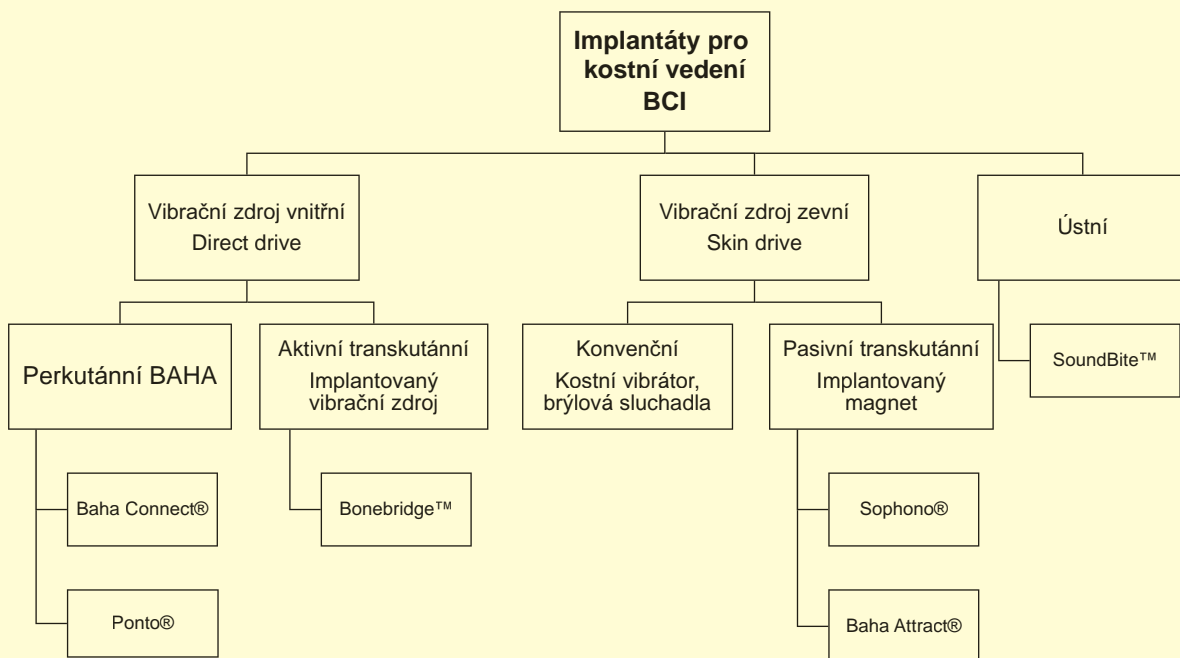 Implantáty pro
kostní vedení
BCI
Vibrační zdroj vnitřní
Direct drive
Vibrační zdroj zevní
Skin drive
Ústní
Perkutánní BAHA
Aktivní transkutánní
Implantovaný
vibrační zdroj
Konvenční
Kostní vibrátor,
brýlová sluchadla
Pasivní transkutánní
Implantovaný
magnet
SoundBite™
Baha Connect®
Bonebridge™
Sophono®
Ponto®
Baha Attract®